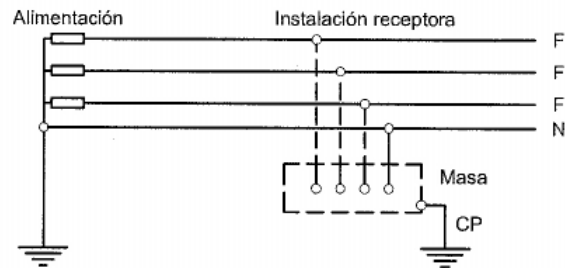 Alimentación
Instalación receptora
F
F
F
N
Masa
CP